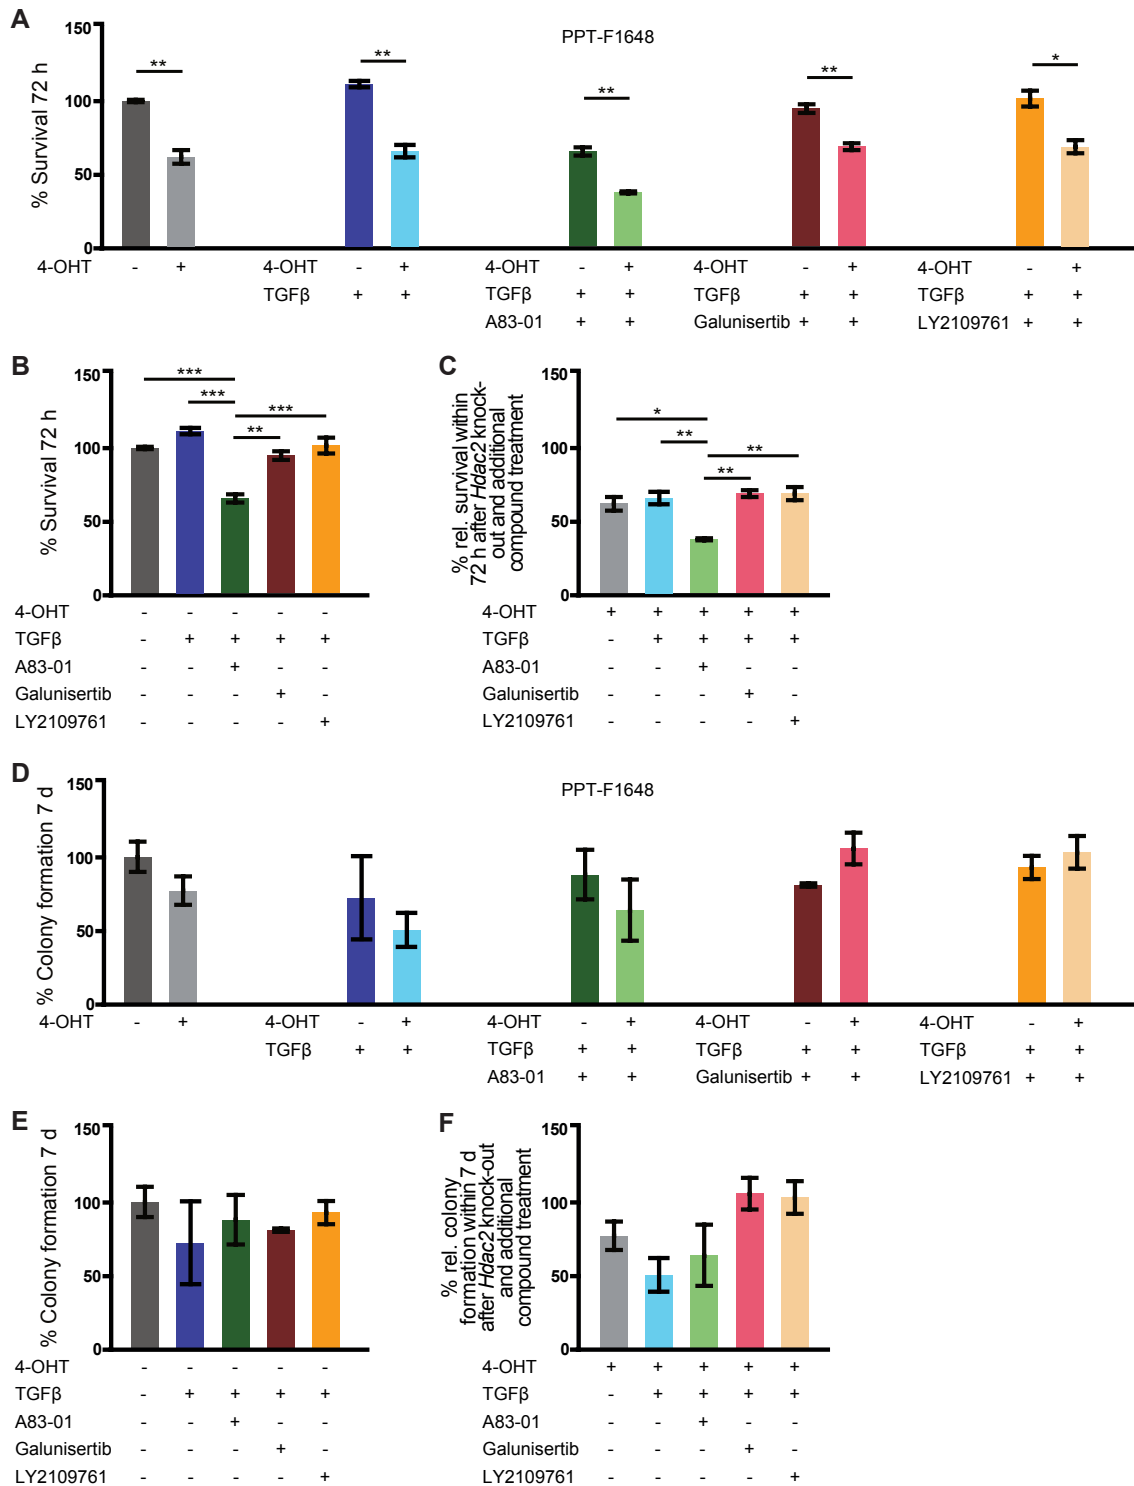 A
PPT-F1648
% Survival 72 h
150
100
50
0
** ** ** ** *
4-OHT - + 4-OHT - + 4-OHT - + 4-OHT - + 4-OHT - +
TGFβ + + TGFβ + + TGFβ + + TGFβ + +
A83-01 + + Galunisertib + + LY2109761 + +
B
% Survival 72 h
150
100
50
0
***
***
***
**
4-OHT - - - - -
TGFβ - + + + +
A83-01 - - + - -
Galunisertib - - - + -
LY2109761 - - - - +
C
% rel. survival within
72 h after Hdac2 knock-
out and additional
compound treatment
150
100
50
0
*
**
**
**
4-OHT + + + + +
TGFβ - + + + +
A83-01 - - + - -
Galunisertib - - - + -
LY2109761 - - - - +
D
PPT-F1648
% Colony formation 7 d
150
100
50
0
4-OHT - + 4-OHT - + 4-OHT - + 4-OHT - + 4-OHT - +
TGFβ + + TGFβ + + TGFβ + + TGFβ + +
A83-01 + + Galunisertib + + LY2109761 + +
E
% Colony formation 7 d
150
100
50
0
4-OHT - - - - -
TGFβ - + + + +
A83-01 - - + - -
Galunisertib - - - + -
LY2109761 - - - - +
F
% rel. colony
formation within 7 d
after Hdac2 knock-out
and additional
compound treatment
150
100
50
0
4-OHT + + + + +
TGFβ - + + + +
A83-01 - - + - -
Galunisertib - - - + -
LY2109761 - - - - +